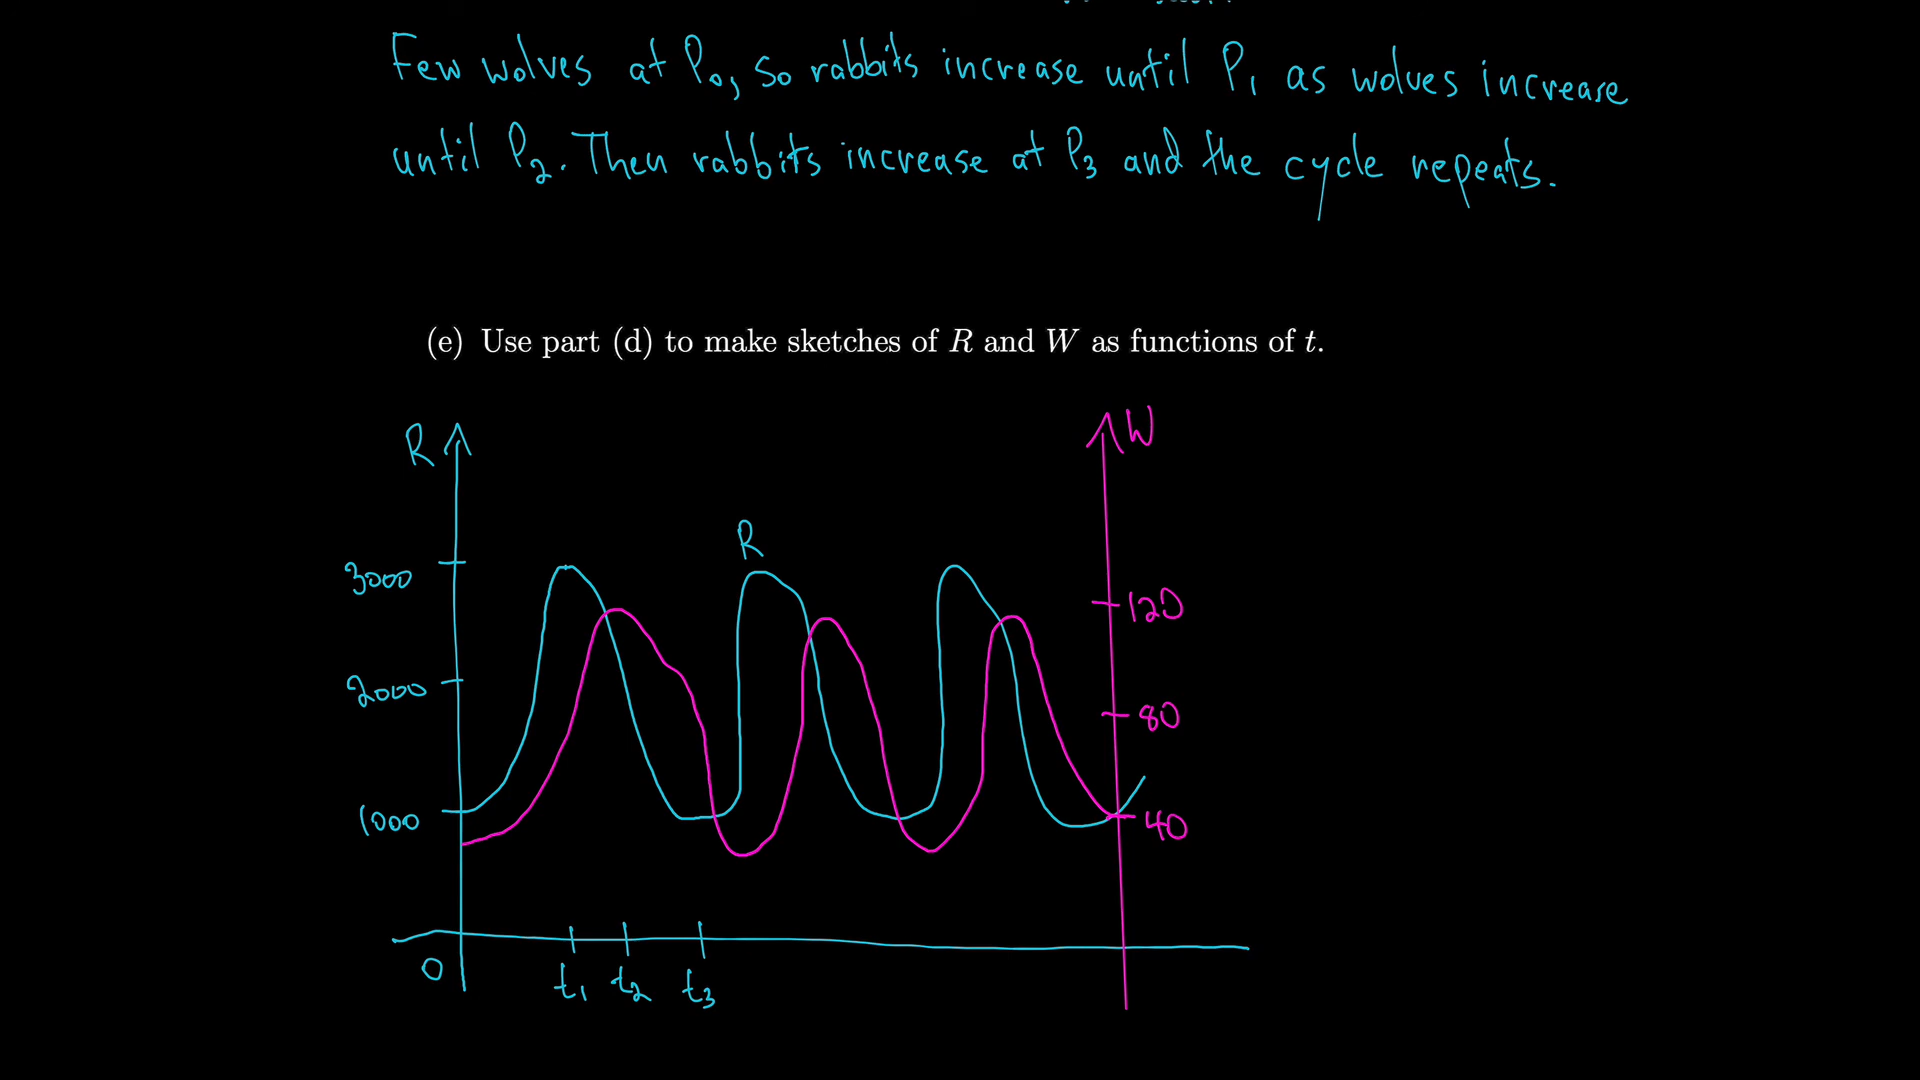 Few wolves at P₀, so rabbits increase until P₁ as wolves increase
until P₂. Then rabbits increase at P₃ and the cycle repeats.
(e) Use part (d) to make sketches of R and W as functions of t.
R
W
R
3000
120
2000
80
1000
40
0
t₁ t₂ t₃